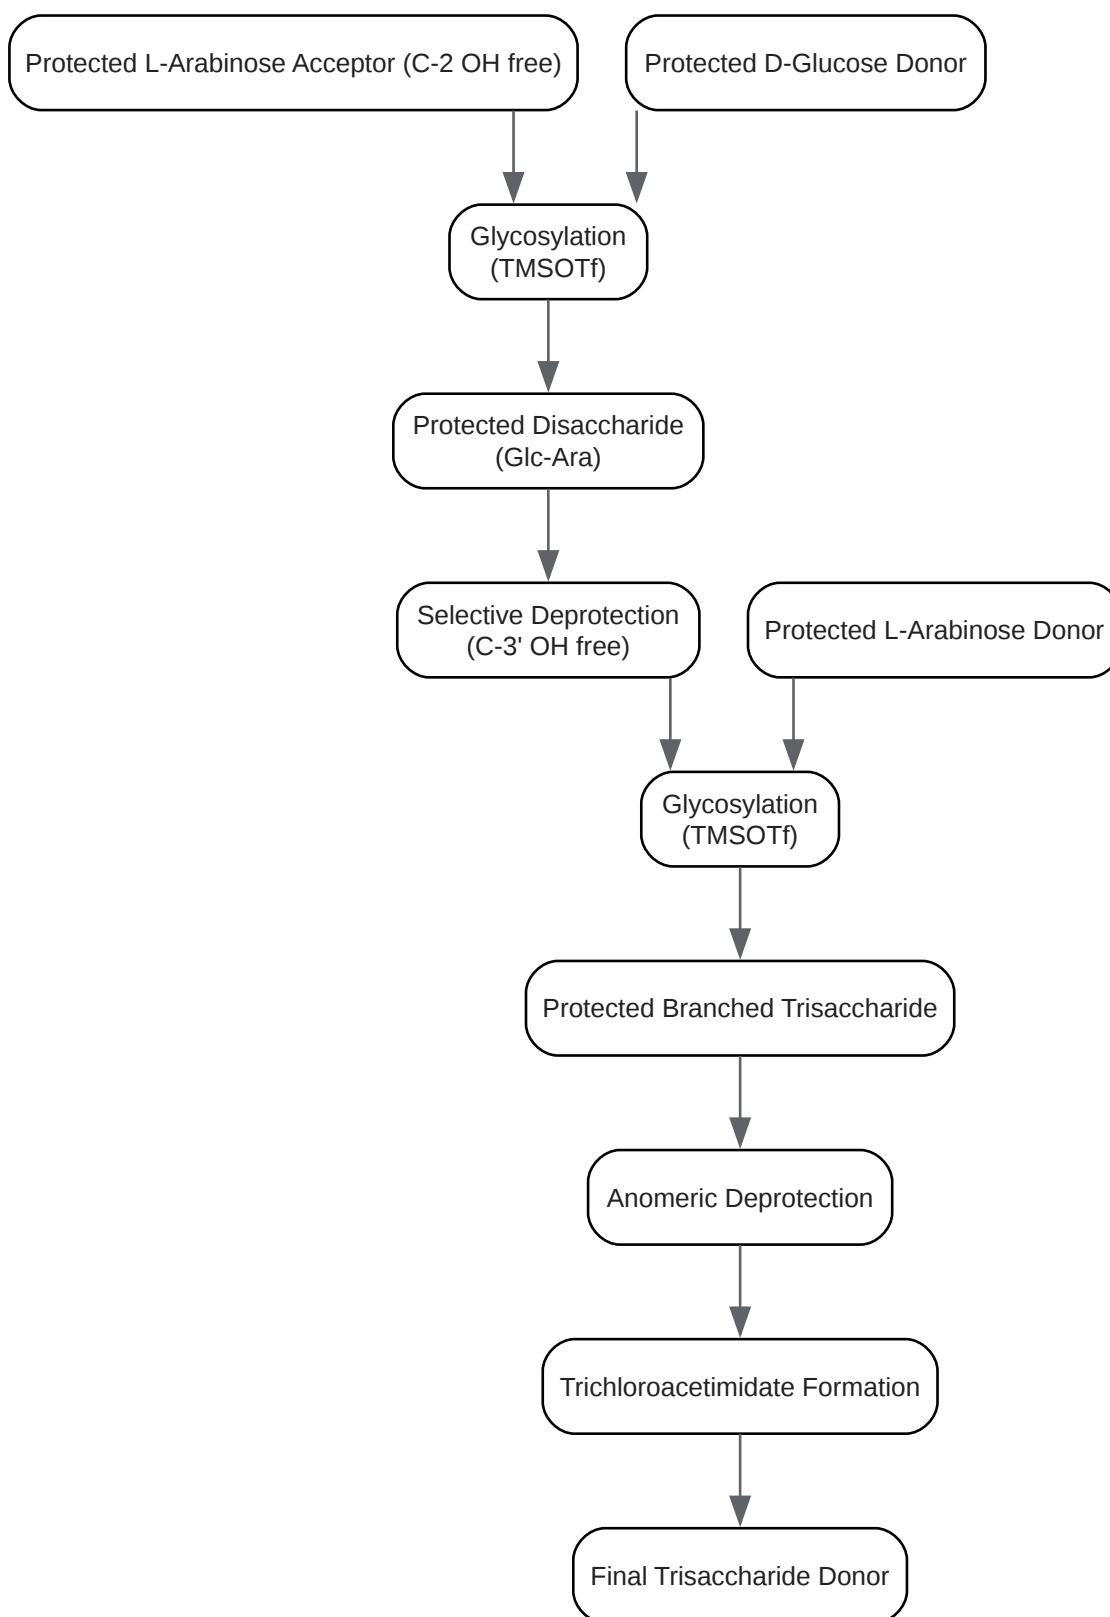 Protected L-Arabinose Acceptor (C-2 OH free)
Protected D-Glucose Donor
Glycosylation
(TMSOTf)
Protected Disaccharide
(Glc-Ara)
Selective Deprotection
(C-3' OH free)
Protected L-Arabinose Donor
Glycosylation
(TMSOTf)
Protected Branched Trisaccharide
Anomeric Deprotection
Trichloroacetimidate Formation
Final Trisaccharide Donor